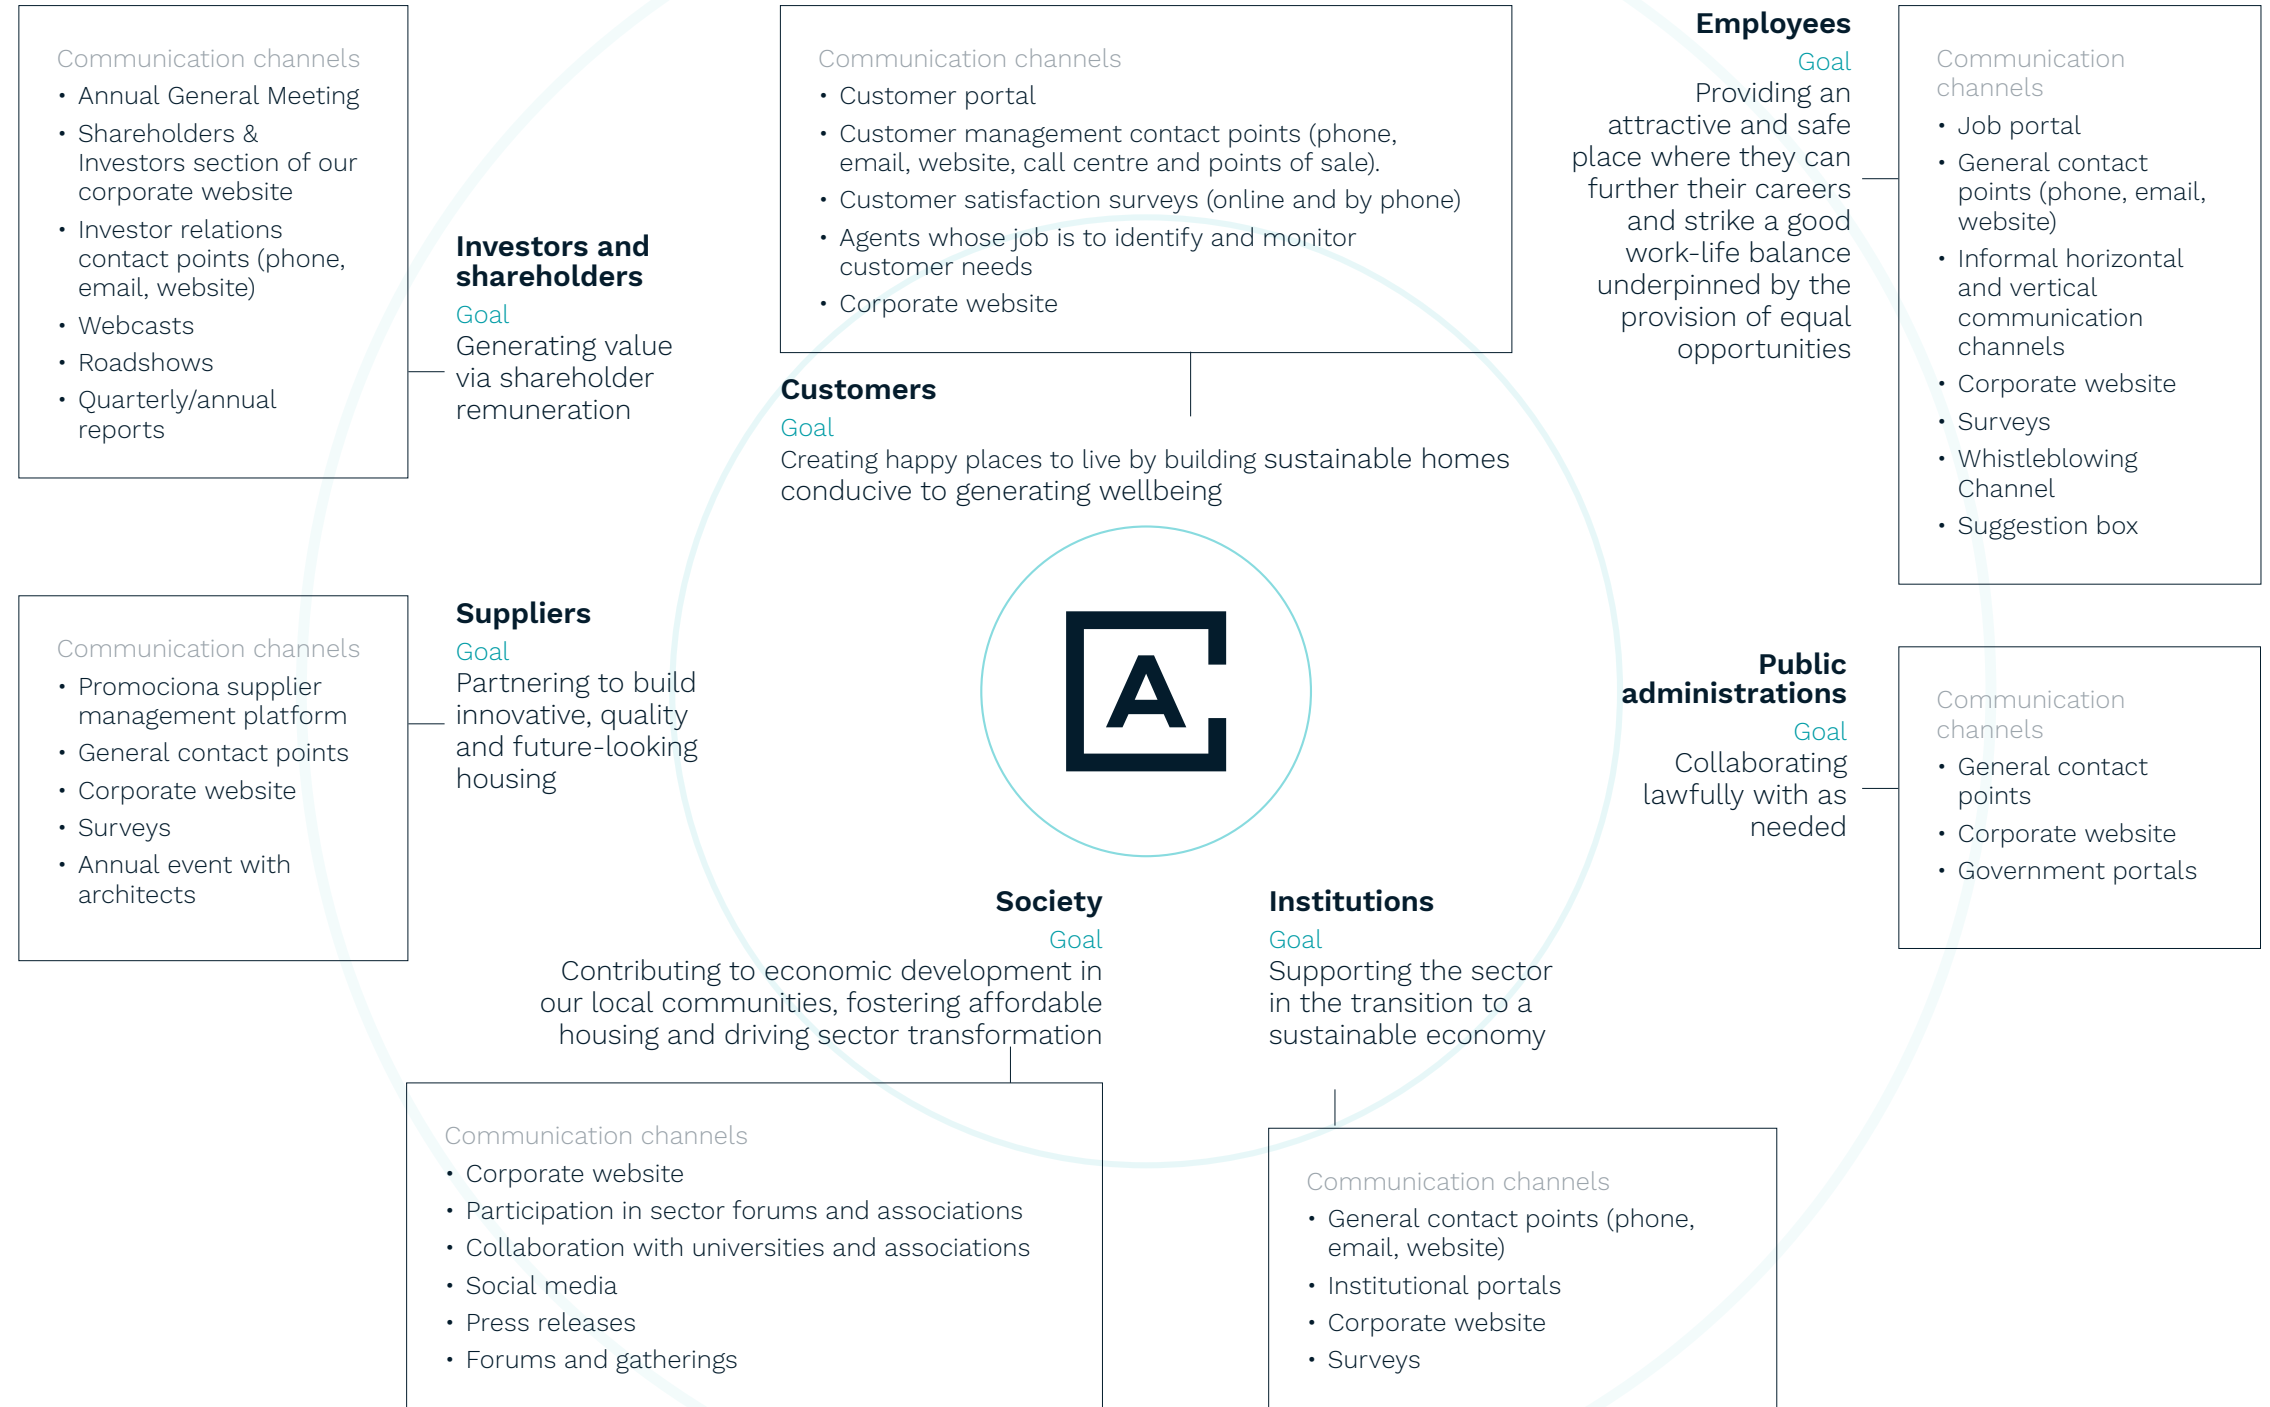 Communication channels
• Annual General Meeting
• Shareholders &
Investors section of our
corporate website
• Investor relations
contact points (phone,
email, website)
• Webcasts
• Roadshows
• Quarterly/annual
reports
Investors and
shareholders
Goal
Generating value
via shareholder
remuneration
Communication channels
• Customer portal
• Customer management contact points (phone,
email, website, call centre and points of sale).
• Customer satisfaction surveys (online and by phone)
• Agents whose job is to identify and monitor
customer needs
• Corporate website
Customers
Goal
Creating happy places to live by building sustainable homes
conducive to generating wellbeing
Employees
Goal
Providing an
attractive and safe
place where they can
further their careers
and strike a good
work-life balance
underpinned by the
provision of equal
opportunities
Communication
channels
• Job portal
• General contact
points (phone, email,
website)
• Informal horizontal
and vertical
communication
channels
• Corporate website
• Surveys
• Whistleblowing
Channel
• Suggestion box
Communication channels
• Promociona supplier
management platform
• General contact points
• Corporate website
• Surveys
• Annual event with
architects
Suppliers
Goal
Partnering to build
innovative, quality
and future-looking
housing
A
Public
administrations
Goal
Collaborating
lawfully with as
needed
Communication
channels
• General contact
points
• Corporate website
• Government portals
Society
Goal
Contributing to economic development in
our local communities, fostering affordable
housing and driving sector transformation
Communication channels
• Corporate website
• Participation in sector forums and associations
• Collaboration with universities and associations
• Social media
• Press releases
• Forums and gatherings
Institutions
Goal
Supporting the sector
in the transition to a
sustainable economy
Communication channels
• General contact points (phone,
email, website)
• Institutional portals
• Corporate website
• Surveys